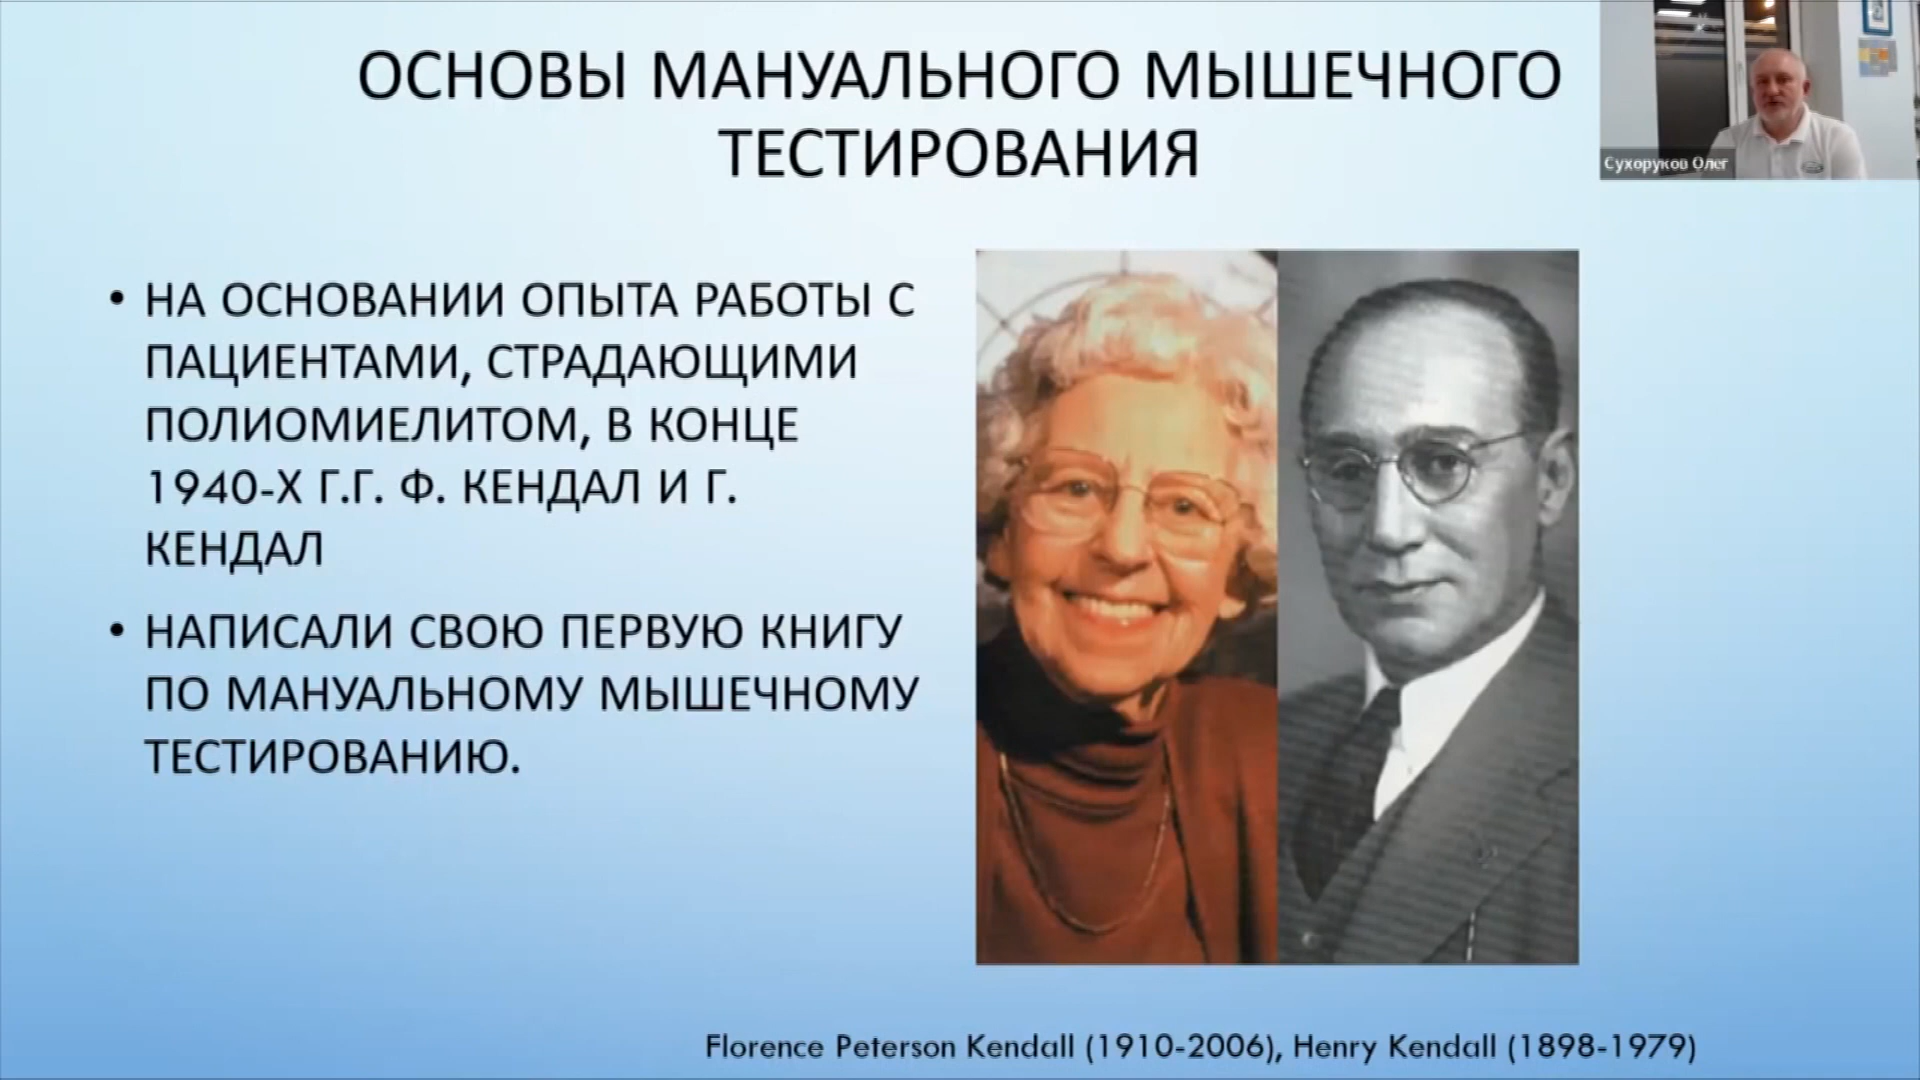 ОСНОВЫ МАНУАЛЬНОГО МЫШЕЧНОГО
ТЕСТИРОВАНИЯ
Сухоруков Олег
• НА ОСНОВАНИИ ОПЫТА РАБОТЫ С
ПАЦИЕНТАМИ, СТРАДАЮЩИМИ
ПОЛИОМИЕЛИТОМ, В КОНЦЕ
1940-Х Г.Г. Ф. КЕНДАЛ И Г.
КЕНДАЛ
• НАПИСАЛИ СВОЮ ПЕРВУЮ КНИГУ
ПО МАНУАЛЬНОМУ МЫШЕЧНОМУ
ТЕСТИРОВАНИЮ.
Florence Peterson Kendall (1910-2006), Henry Kendall (1898-1979)